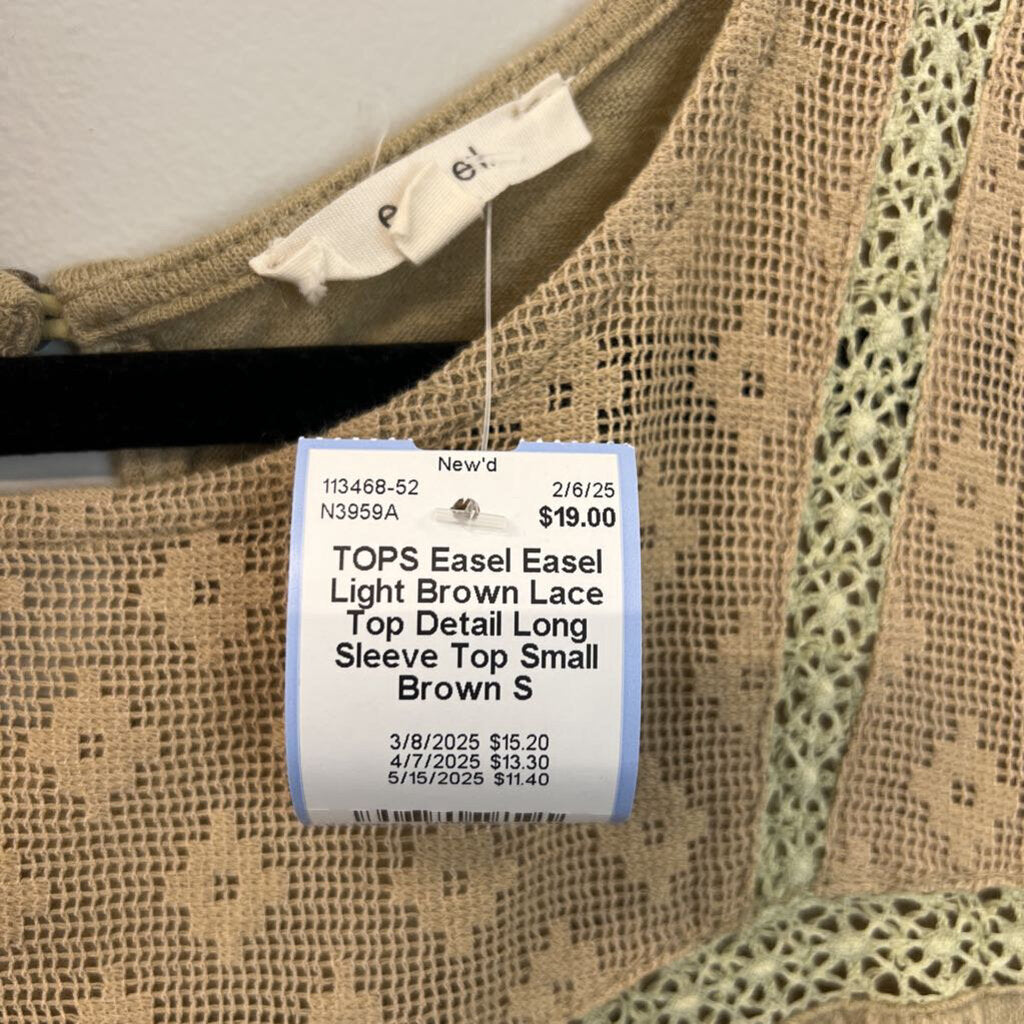 New'd
113468-52 2/6/25
N3959A $19.00
TOPS Easel Easel
Light Brown Lace
Top Detail Long
Sleeve Top Small
Brown S
3/8/2025 $15.20
4/7/2025 $13.30
5/15/2025 $11.40